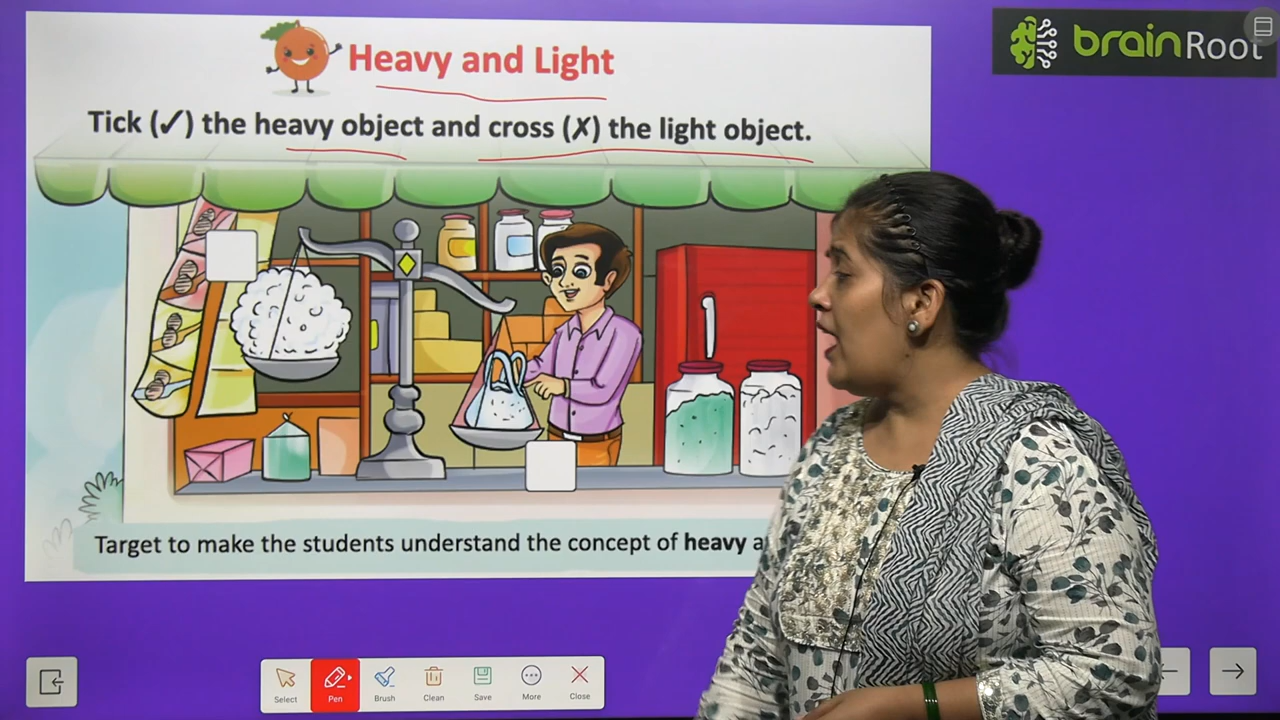 Heavy and Light
Tick (✓) the heavy object and cross (✗) the light object.
Target to make the students understand the concept of heavy a
brainRoot
Select
Pen
Brush
Clean
Save
More
Close